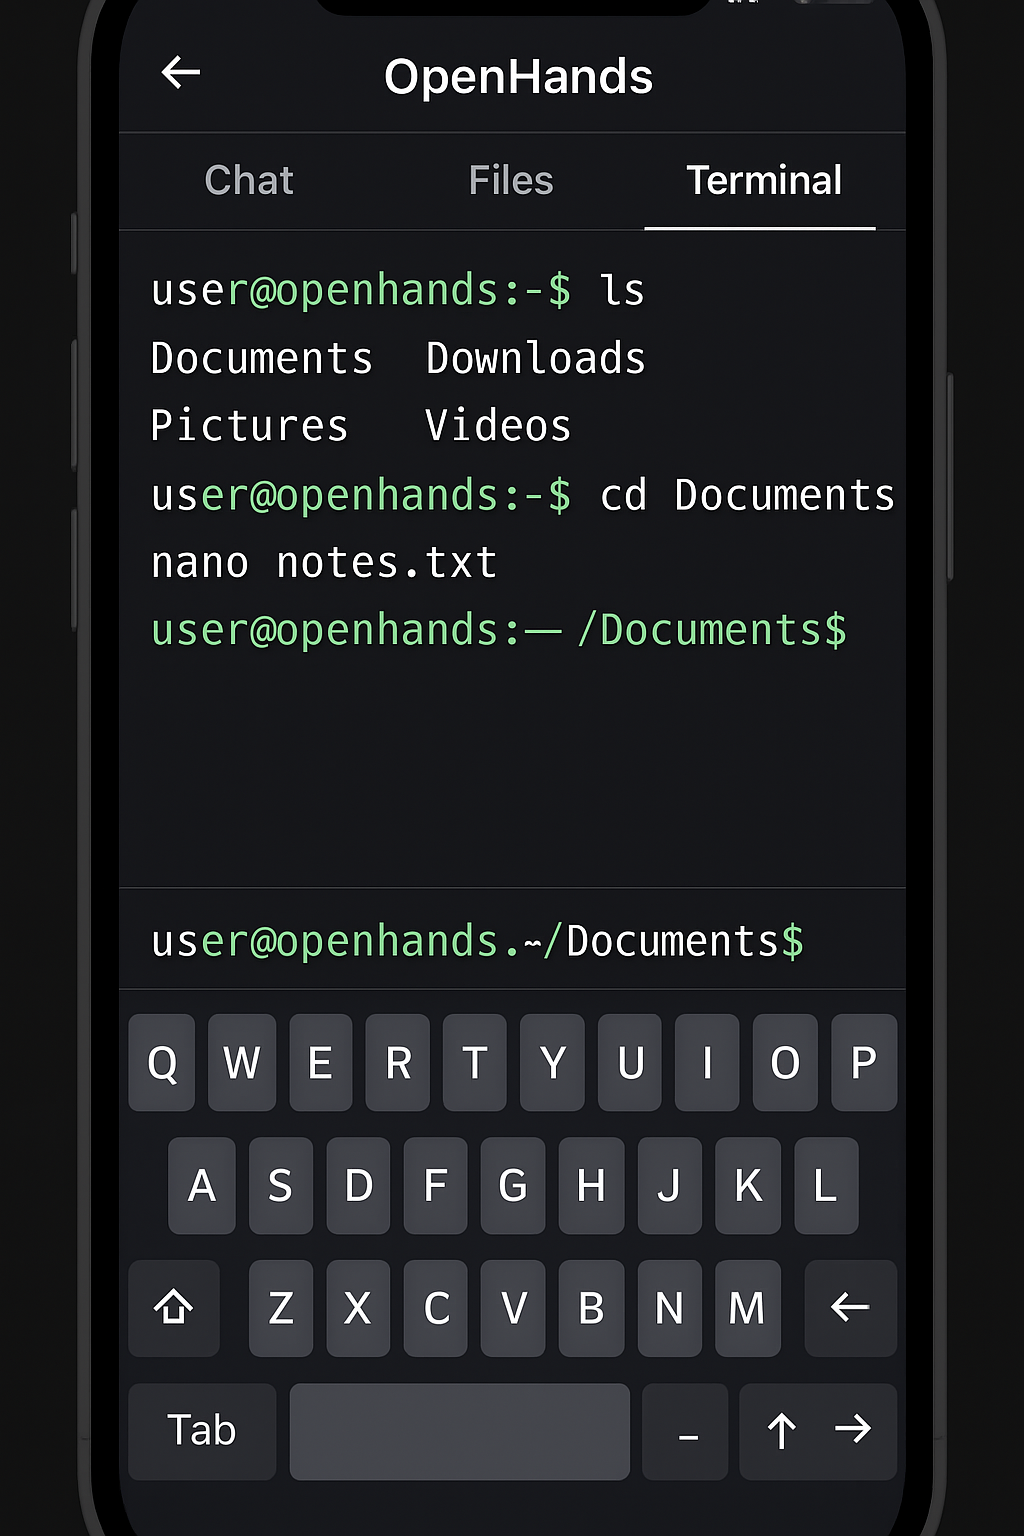 OpenHands
Chat Files Terminal
user@openhands:-$ ls
Documents Downloads
Pictures Videos
user@openhands:-$ cd Documents
nano notes.txt
user@openhands:— /Documents$
user@openhands.~/Documents$
Q W E R T Y U I O P
A S D F G H J K L
Z X C V B N M
Tab -